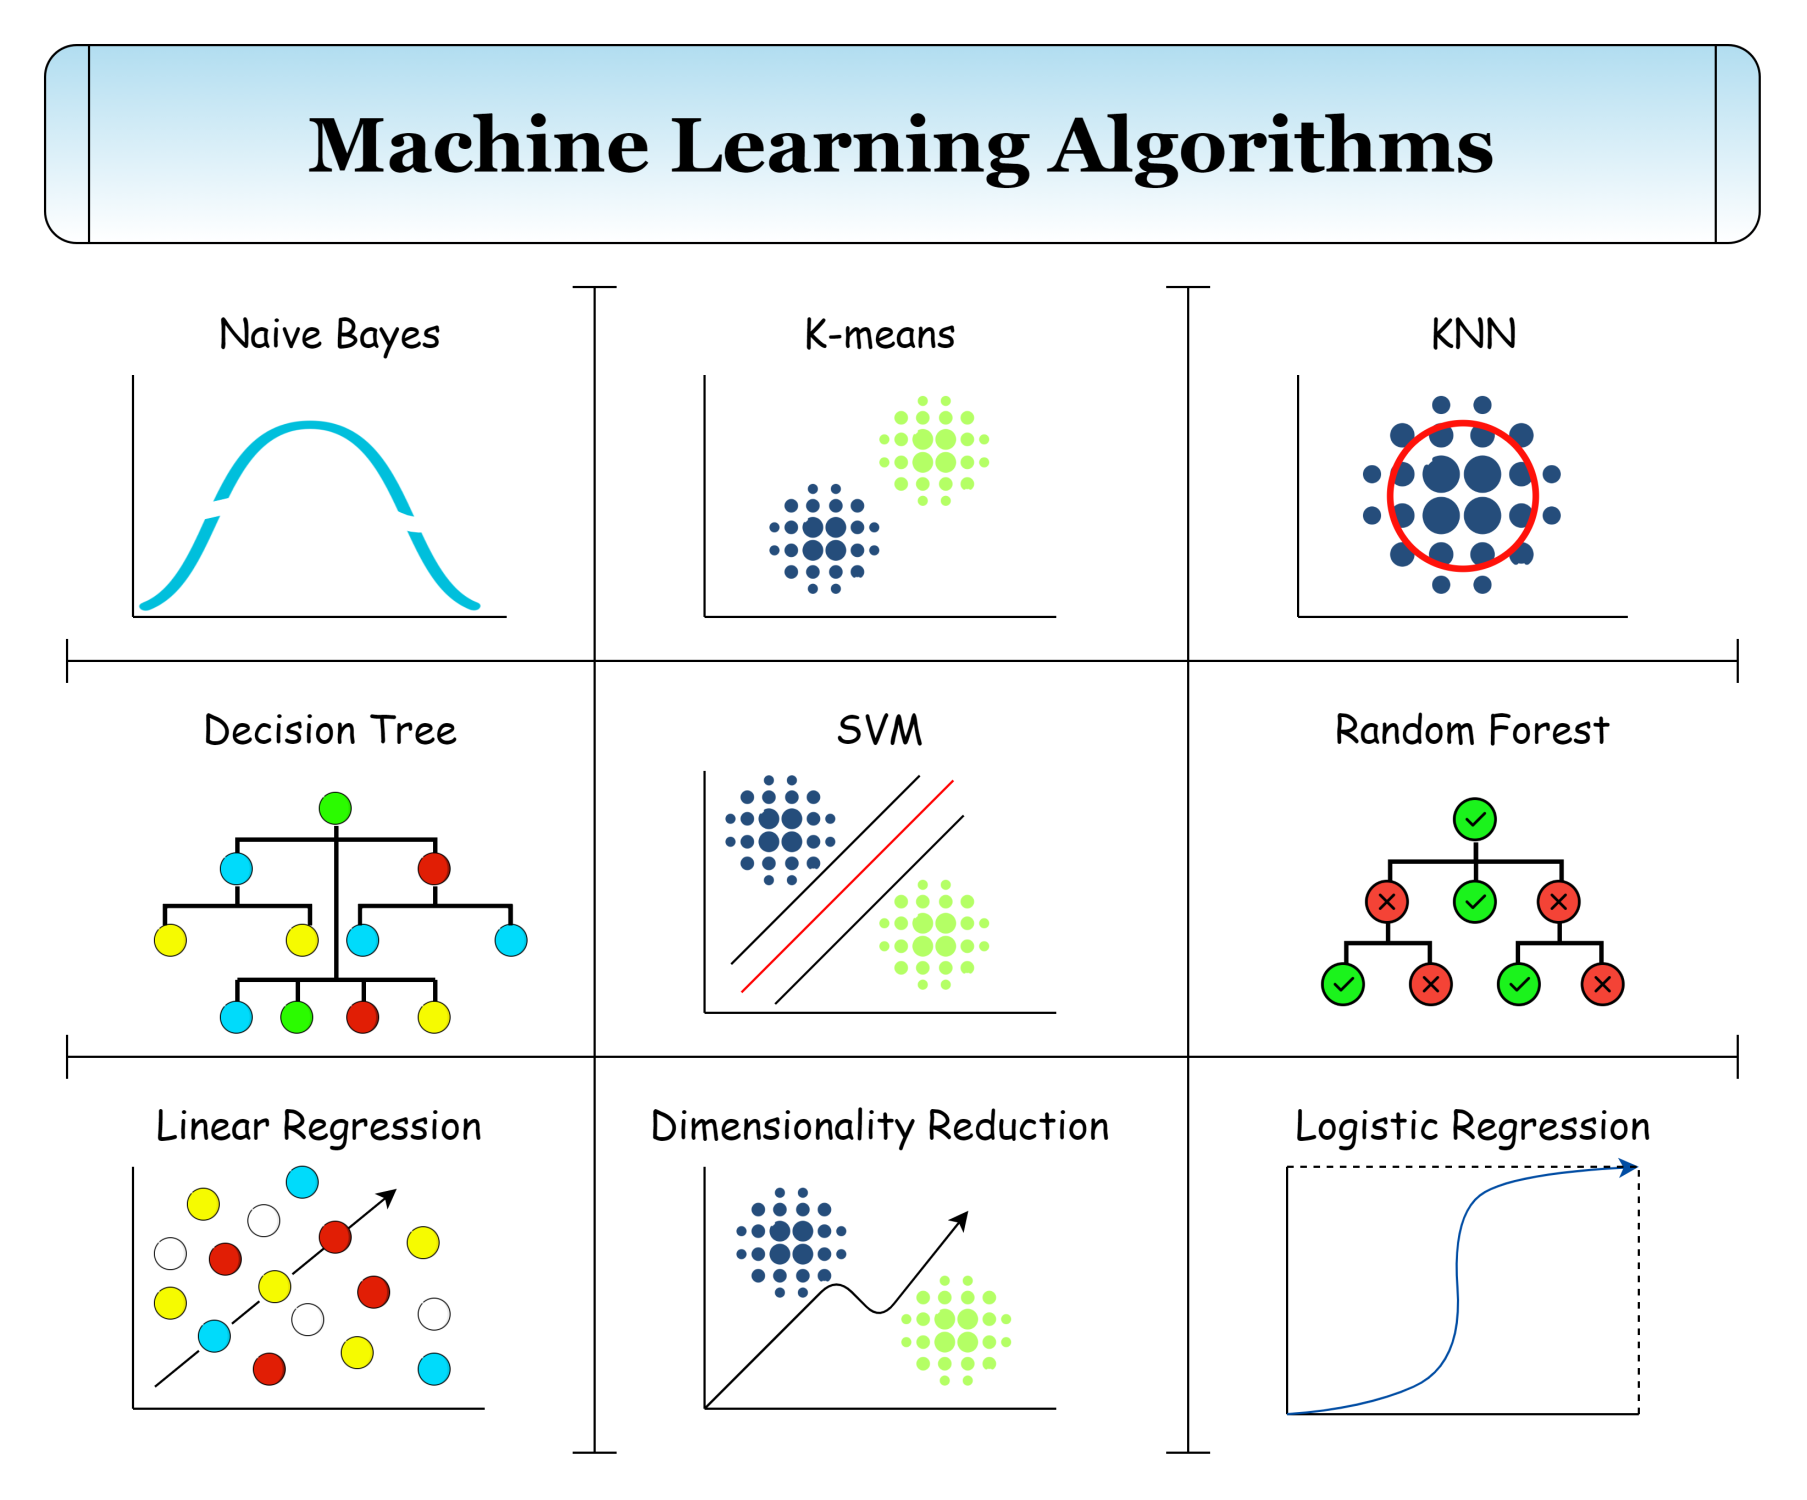 Machine Learning Algorithms
Naive Bayes
K-means
KNN
Decision Tree
SVM
Random Forest
Linear Regression
Dimensionality Reduction
Logistic Regression